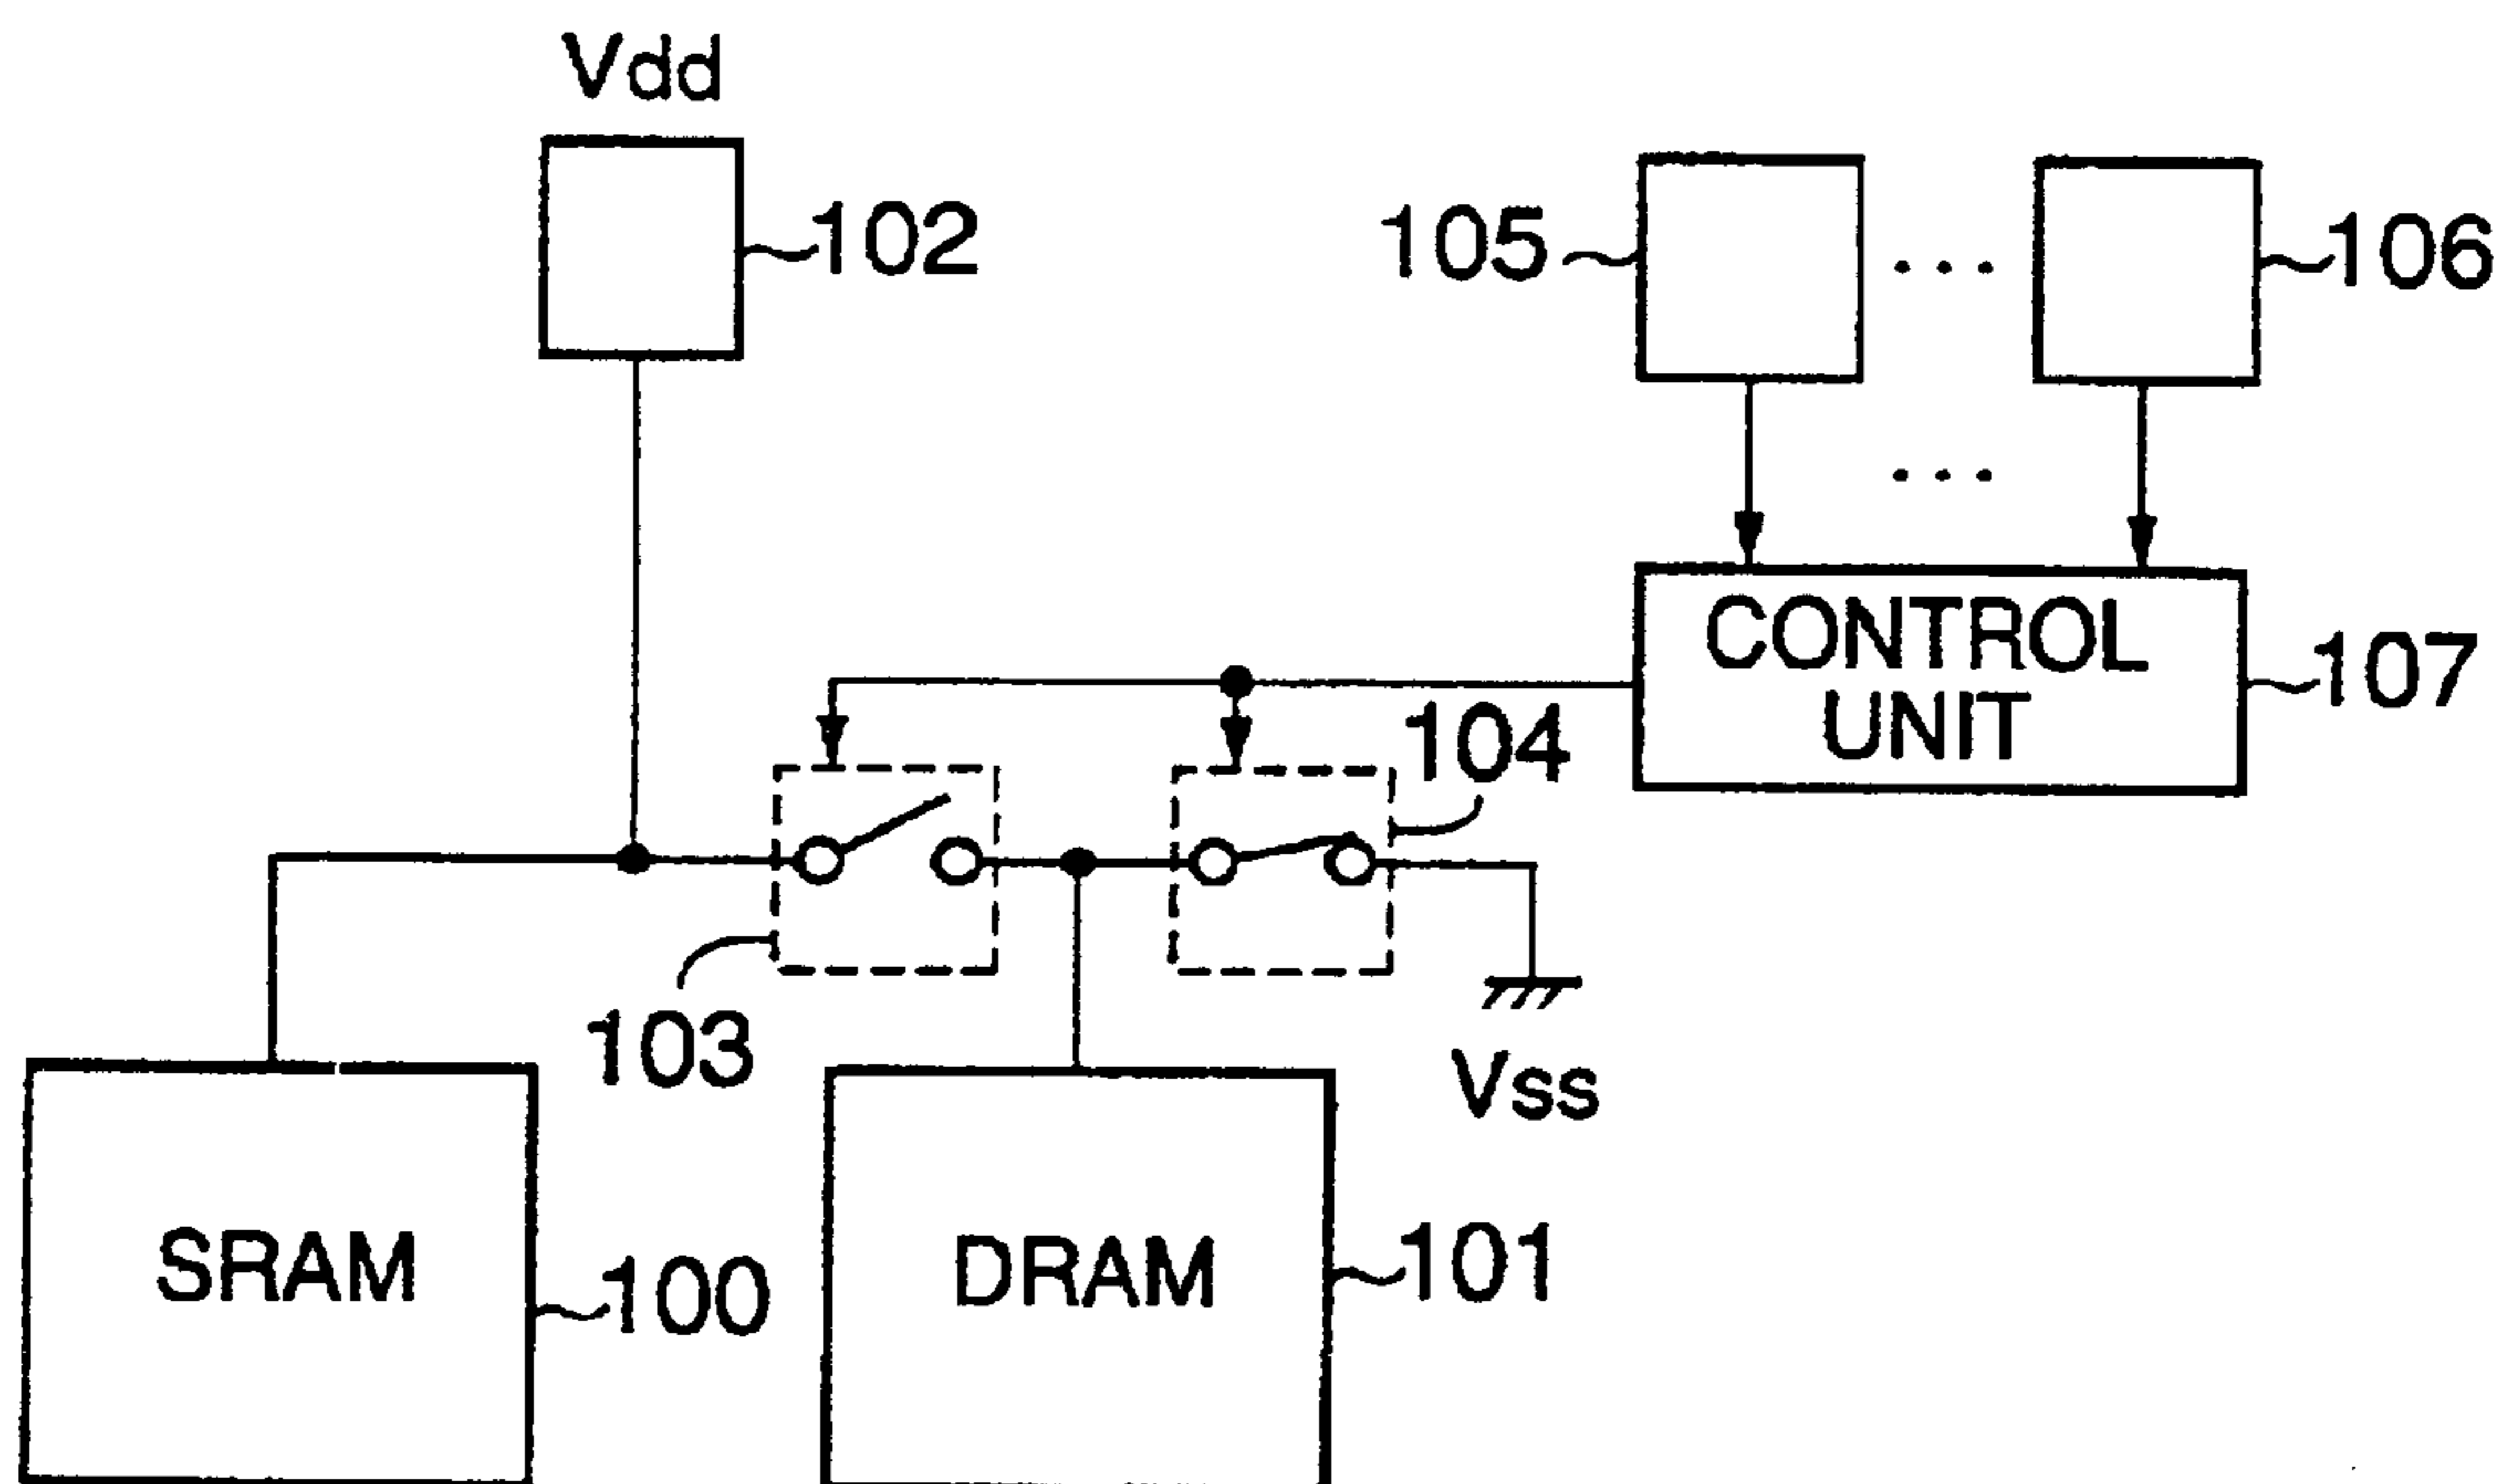 Vdd
102
105
...
106
...
CONTROL
UNIT
107
104
103
Vss
SRAM
100
DRAM
101